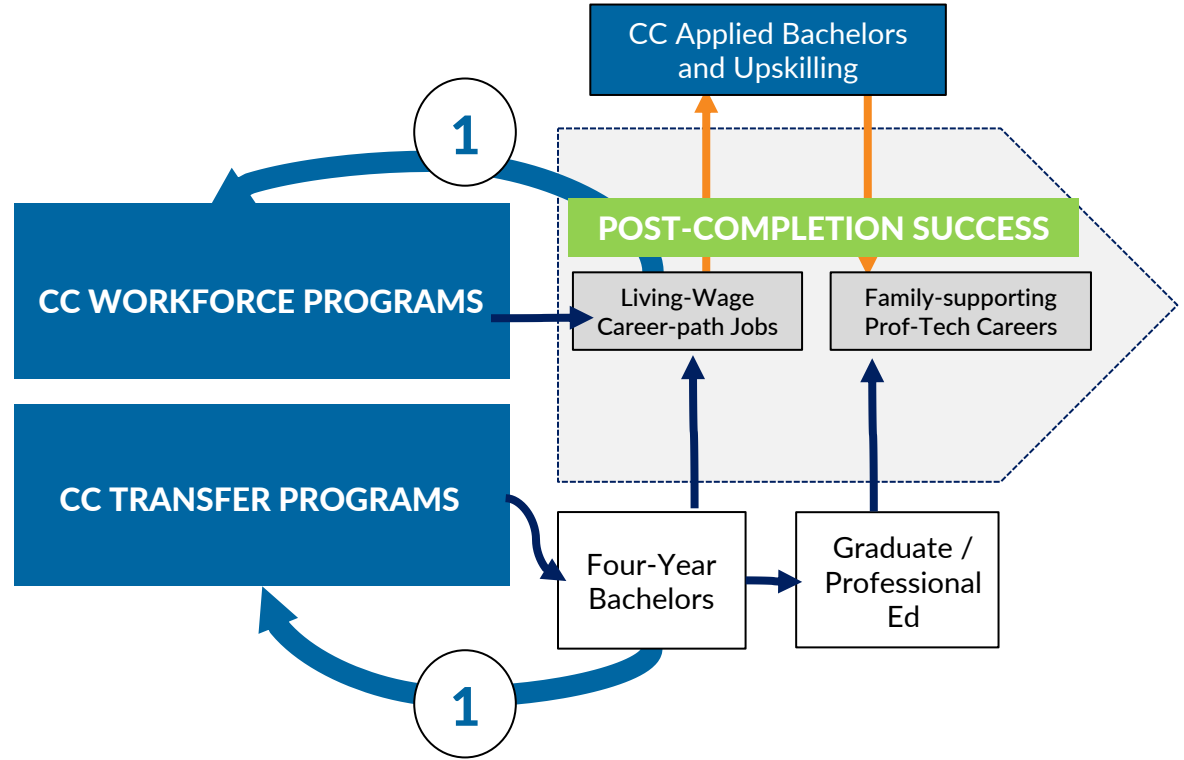 CC Applied Bachelors
and Upskilling
1
POST-COMPLETION SUCCESS
CC WORKFORCE PROGRAMS
Living-Wage
Career-path Jobs
Family-supporting
Prof-Tech Careers
CC TRANSFER PROGRAMS
Four-Year
Bachelors
Graduate /
Professional
Ed
1